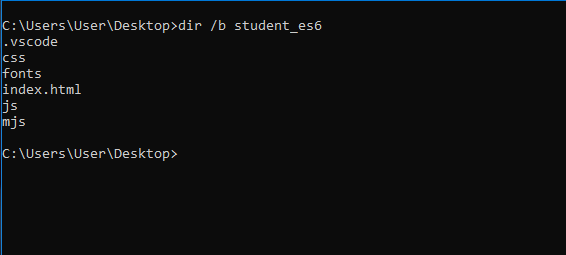 C:\Users\User\Desktop>dir /b student_es6
.vscode
css
fonts
index.html
js
mjs
C:\Users\User\Desktop>